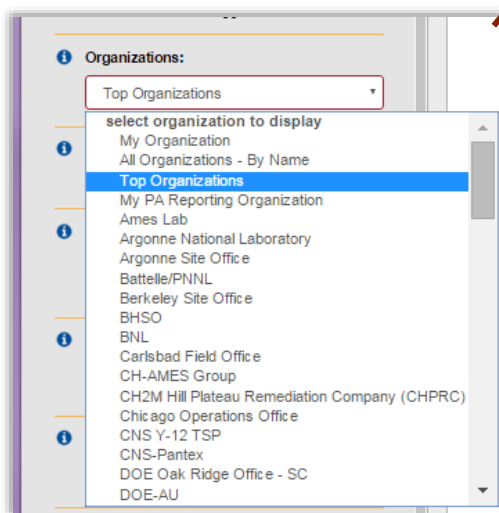 Organizations:
Top Organizations
select organization to display
My Organization
All Organizations - By Name
Top Organizations
My PA Reporting Organization
Ames Lab
Argonne National Laboratory
Argonne Site Office
Battelle/PNNL
Berkeley Site Office
BHSO
BNL
Carlsbad Field Office
CH-AMES Group
CH2M Hill Plateau Remediation Company (CHPRC)
Chicago Operations Office
CNS Y-12 TSP
CNS-Pantex
DOE Oak Ridge Office - SC
DOE-AU